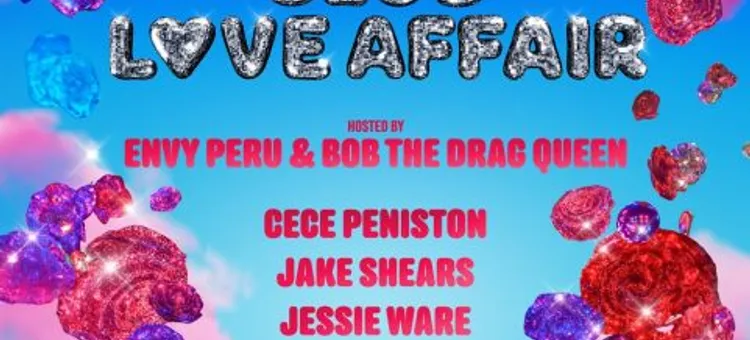 LOVE AFFAIR
HOSTED BY
ENVY PERU & BOB THE DRAG QUEEN
CECE PENISTON
JAKE SHEARS
JESSIE WARE